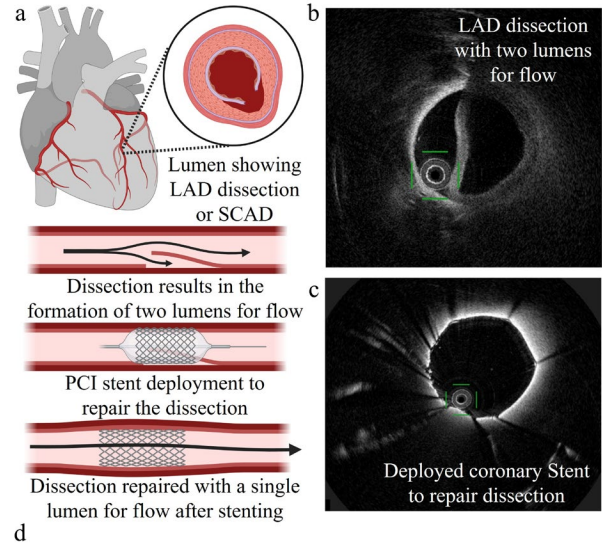 a
Lumen showing
LAD dissection
or SCAD
Dissection results in the
formation of two lumens for flow
PCI stent deployment to
repair the dissection
Dissection repaired with a single
lumen for flow after stenting
b
LAD dissection
with two lumens
for flow
c
Deployed coronary Stent
to repair dissection
d